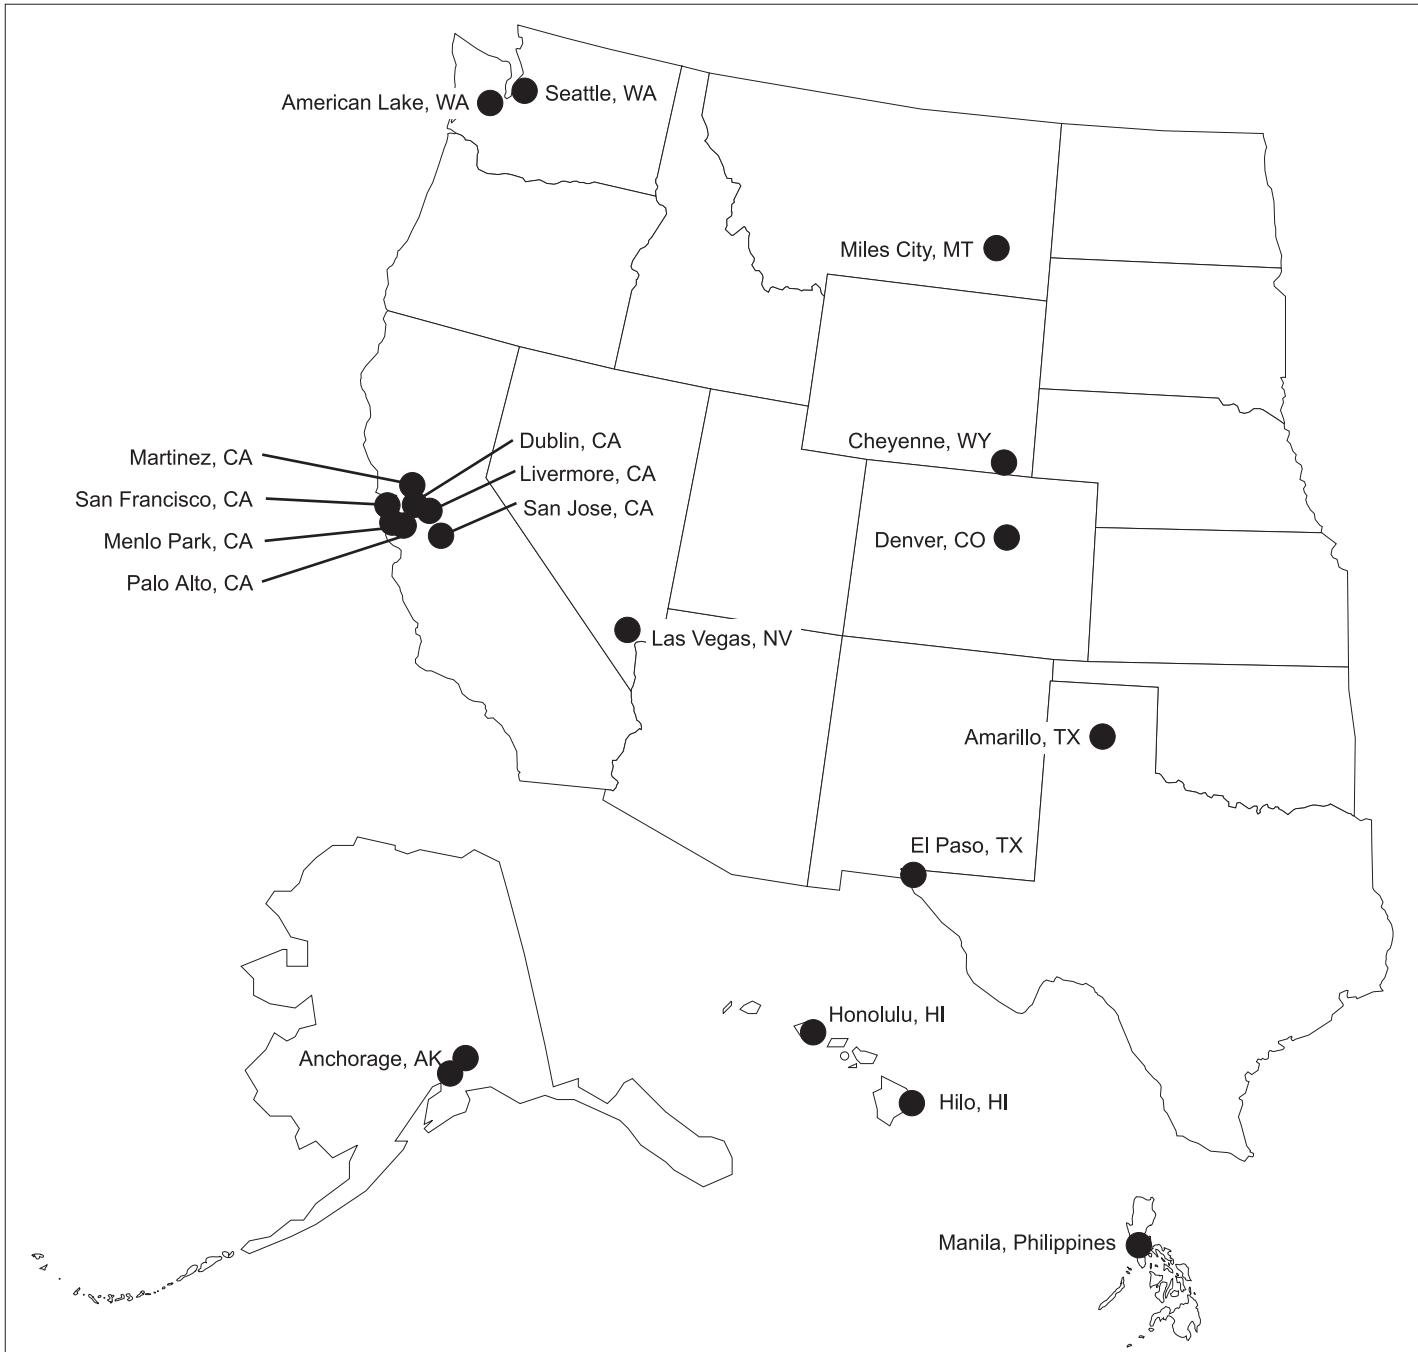 American Lake, WA
Seattle, WA
Miles City, MT
Martinez, CA
Dublin, CA
Cheyenne, WY
San Francisco, CA
Livermore, CA
San Jose, CA
Menlo Park, CA
Denver, CO
Palo Alto, CA
Las Vegas, NV
Amarillo, TX
El Paso, TX
Honolulu, HI
Anchorage, AK
Hilo, HI
Manila, Philippines